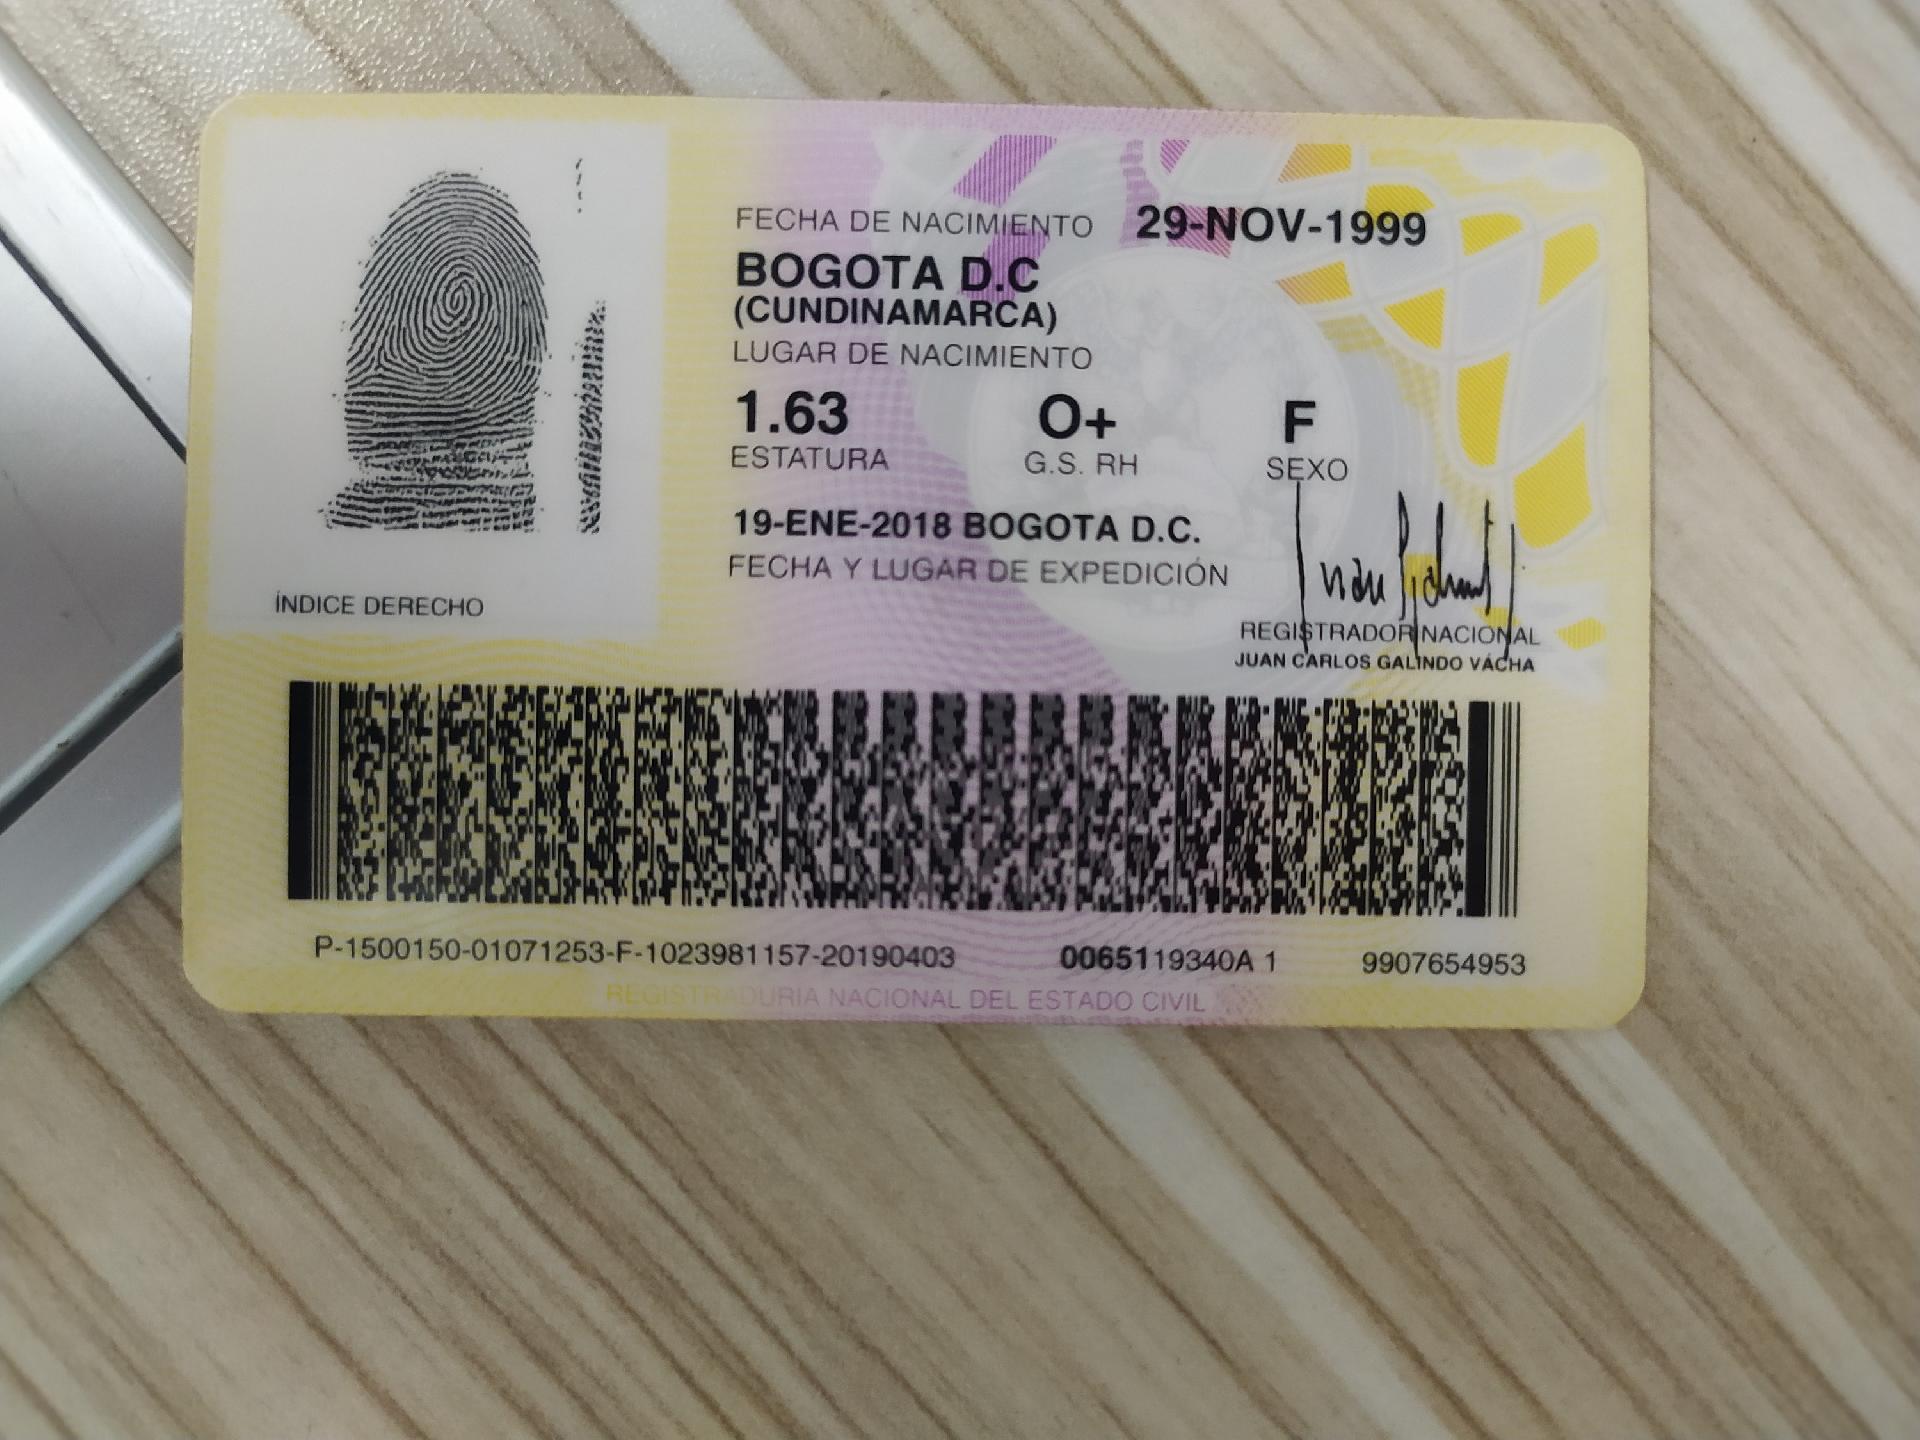 FECHA DE NACIMIENTO 29-NOV-1999
BOGOTA D.C
(CUNDINAMARCA)
LUGAR DE NACIMIENTO
1.63 O+ F
ESTATURA G.S. RH SEXO
19-ENE-2018 BOGOTA D.C.
FECHA Y LUGAR DE EXPEDICIÓN
ÍNDICE DERECHO
REGISTRADOR NACIONAL
JUAN CARLOS GALINDO VÁCHA
P-1500150-01071253-F-1023981157-20190403 0065119340A 1 9907654953
REGISTRADURIA NACIONAL DEL ESTADO CIVIL